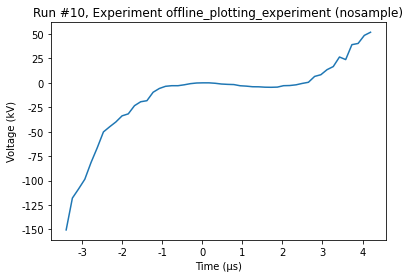 Run #10, Experiment offline_plotting_experiment (nosample)
50
25
0
-25
-50
-75
-100
-125
-150
Voltage (kV)
-3 -2 -1 0 1 2 3 4
Time (μs)